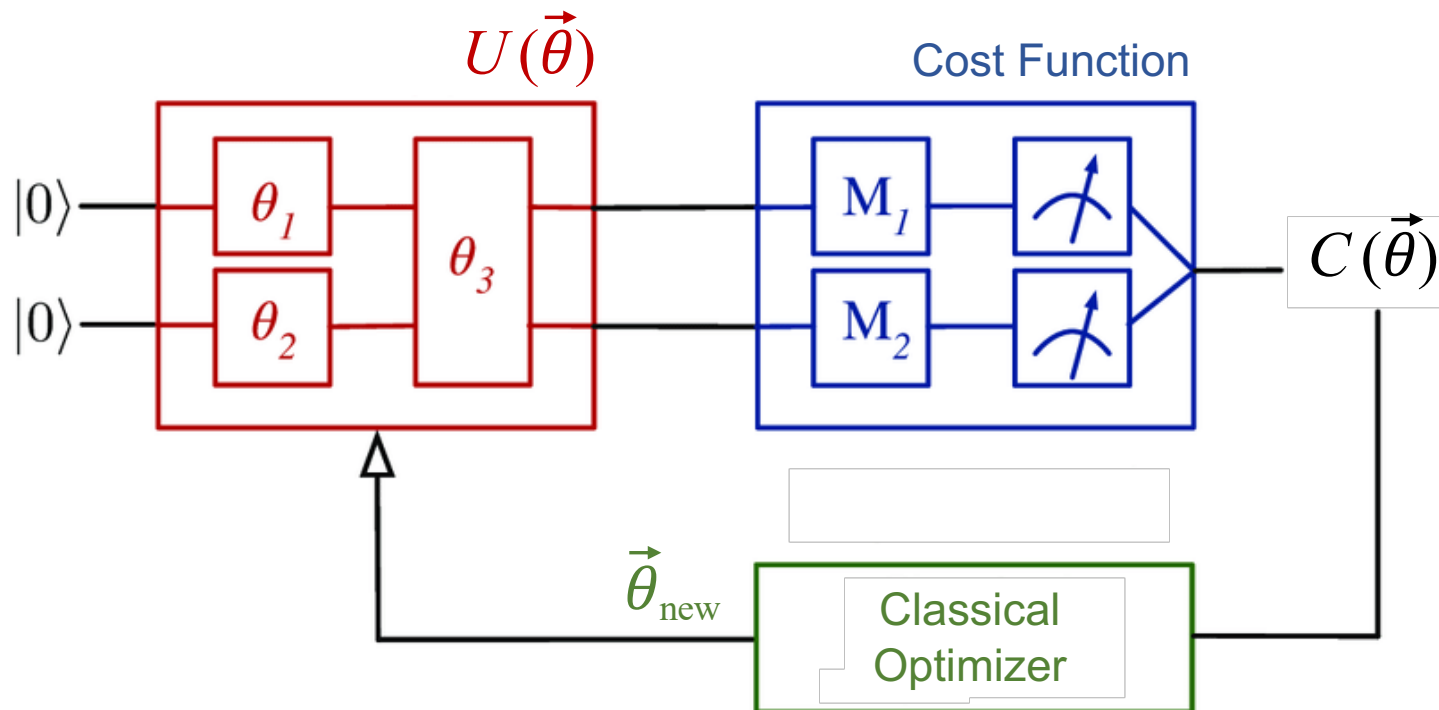 U(θ⃗)
Cost Function
|0⟩
θ₁
θ₃
M₁
C(θ⃗)
|0⟩
θ₂
M₂
θ⃗new
Classical
Optimizer